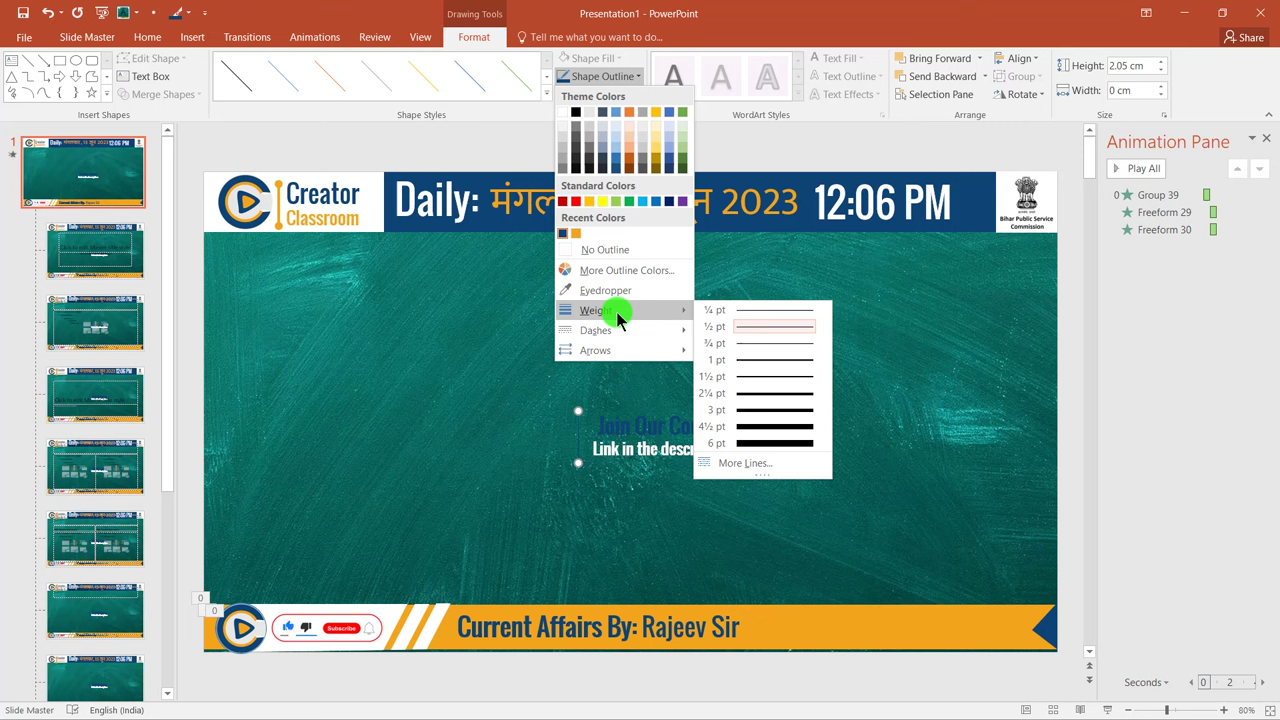 Drawing Tools
Presentation1 - PowerPoint
File
Slide Master
Home
Insert
Transitions
Animations
Review
View
Format
Tell me what you want to do...
Share
Edit Shape
Text Box
Merge Shapes
Insert Shapes
Shape Styles
Shape Fill
Shape Outline
A A A
WordArt Styles
Text Fill
Text Outline
Text Effects
Bring Forward
Send Backward
Selection Pane
Align
Group
Rotate
Arrange
Height: 2.05 cm
Width: 0 cm
Size
Theme Colors
Standard Colors
Recent Colors
No Outline
More Outline Colors...
Eyedropper
Weight
Dashes
Arrows
¼ pt
½ pt
¾ pt
1 pt
1½ pt
2¼ pt
3 pt
4½ pt
6 pt
More Lines...
1
Creator
Classroom
Daily:
2023 12:06 PM
Bihar Public Service
Commission
Join Our Co
Link in the descr
Subscribe
Current Affairs By: Rajeev Sir
0
0
Animation Pane
Play All
Group 39
Freeform 29
Freeform 30
Seconds
0
2
Slide Master
English (India)
80%